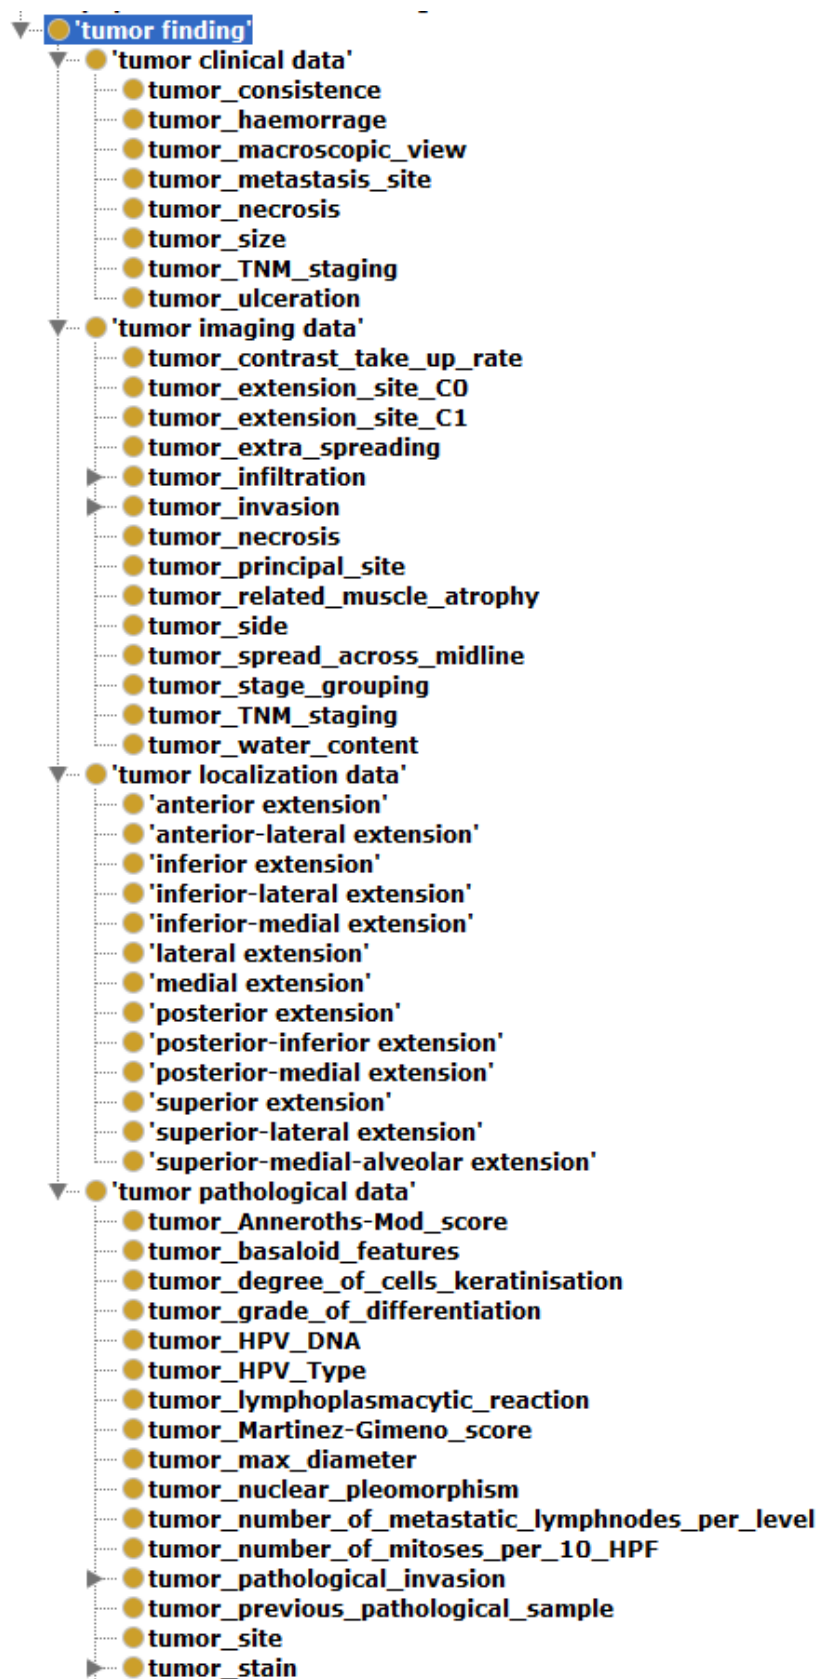 'tumor finding'
'tumor clinical data'
tumor_consistence
tumor_haemorrage
tumor_macroscopic_view
tumor_metastasis_site
tumor_necrosis
tumor_size
tumor_TNM_staging
tumor_ulceration
'tumor imaging data'
tumor_contrast_take_up_rate
tumor_extension_site_C0
tumor_extension_site_C1
tumor_extra_spreading
tumor_infiltration
tumor_invasion
tumor_necrosis
tumor_principal_site
tumor_related_muscle_atrophy
tumor_side
tumor_spread_across_midline
tumor_stage_grouping
tumor_TNM_staging
tumor_water_content
'tumor localization data'
'anterior extension'
'anterior-lateral extension'
'inferior extension'
'inferior-lateral extension'
'inferior-medial extension'
'lateral extension'
'medial extension'
'posterior extension'
'posterior-inferior extension'
'posterior-medial extension'
'superior extension'
'superior-lateral extension'
'superior-medial-alveolar extension'
'tumor pathological data'
tumor_Anneroths-Mod_score
tumor_basaloid_features
tumor_degree_of_cells_keratinisation
tumor_grade_of_differentiation
tumor_HPV_DNA
tumor_HPV_Type
tumor_lymphoplasmacytic_reaction
tumor_Martinez-Gimeno_score
tumor_max_diameter
tumor_nuclear_pleomorphism
tumor_number_of_metastatic_lymphnodes_per_level
tumor_number_of_mitoses_per_10_HPF
tumor_pathological_invasion
tumor_previous_pathological_sample
tumor_site
tumor_stain